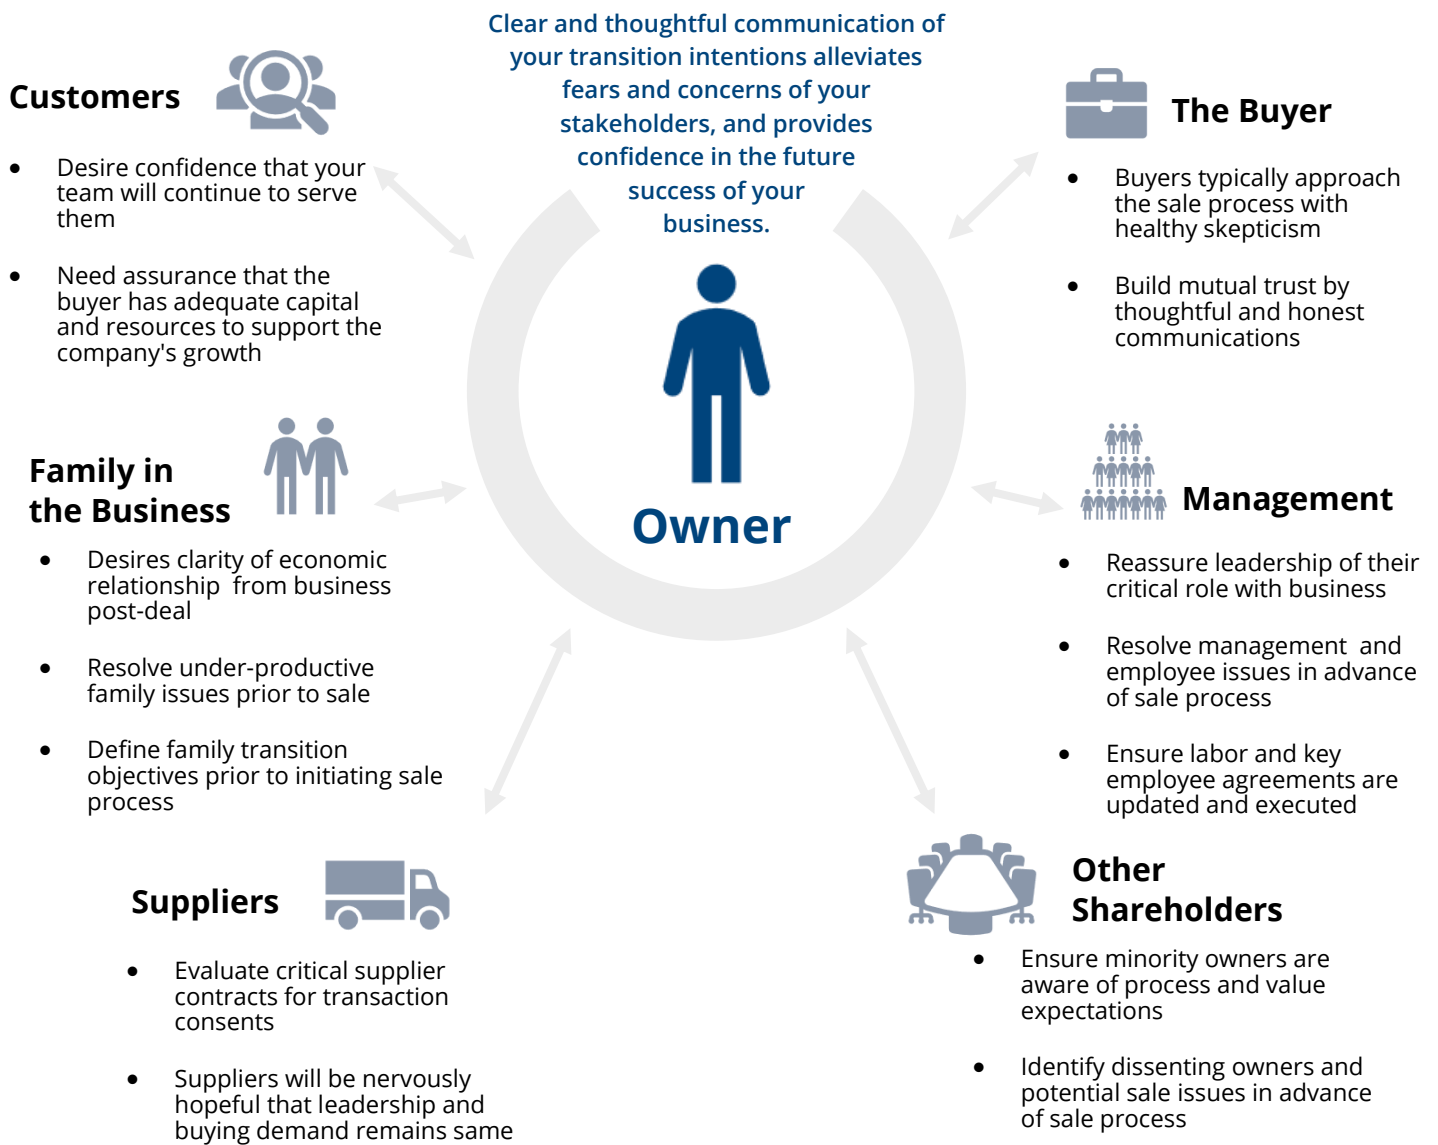 Clear and thoughtful communication of
your transition intentions alleviates
fears and concerns of your
stakeholders, and provides
confidence in the future
success of your
business.
Owner
Customers
• Desire confidence that your
team will continue to serve
them
• Need assurance that the
buyer has adequate capital
and resources to support the
company's growth
The Buyer
• Buyers typically approach
the sale process with
healthy skepticism
• Build mutual trust by
thoughtful and honest
communications
Family in
the Business
• Desires clarity of economic
relationship  from business
post-deal
• Resolve under-productive
family issues prior to sale
• Define family transition
objectives prior to initiating sale
process
Management
• Reassure leadership of their
critical role with business
• Resolve management  and
employee issues in advance
of sale process
• Ensure labor and key
employee agreements are
updated and executed
Suppliers
• Evaluate critical supplier
contracts for transaction
consents
• Suppliers will be nervously
hopeful that leadership and
buying demand remains same
Other
Shareholders
• Ensure minority owners are
aware of process and value
expectations
• Identify dissenting owners and
potential sale issues in advance
of sale process